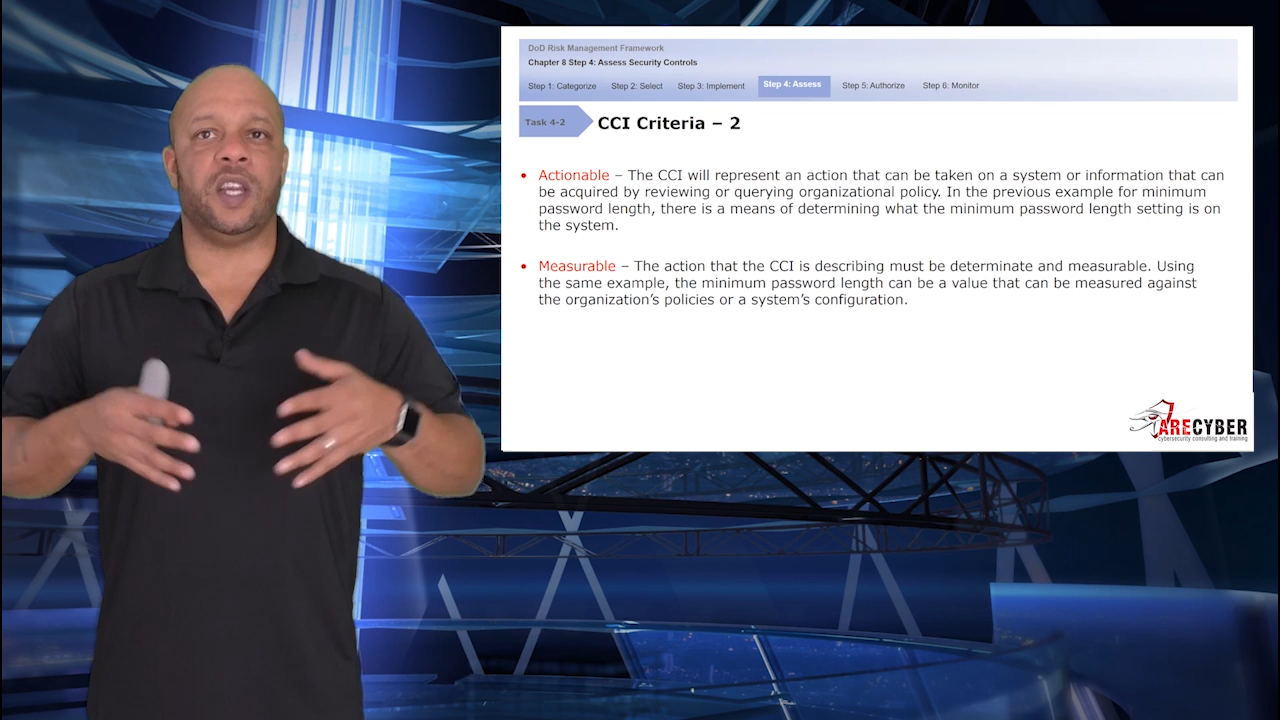 DoD Risk Management Framework
Chapter 8 Step 4: Assess Security Controls
Step 1: Categorize Step 2: Select Step 3: Implement Step 4: Assess Step 5: Authorize Step 6: Monitor
Task 4-2 CCI Criteria – 2
• Actionable – The CCI will represent an action that can be taken on a system or information that can
be acquired by reviewing or querying organizational policy. In the previous example for minimum
password length, there is a means of determining what the minimum password length setting is on
the system.
• Measurable – The action that the CCI is describing must be determinate and measurable. Using
the same example, the minimum password length can be a value that can be measured against
the organization’s policies or a system’s configuration.
ARECYBER
cybersecurity consulting and training